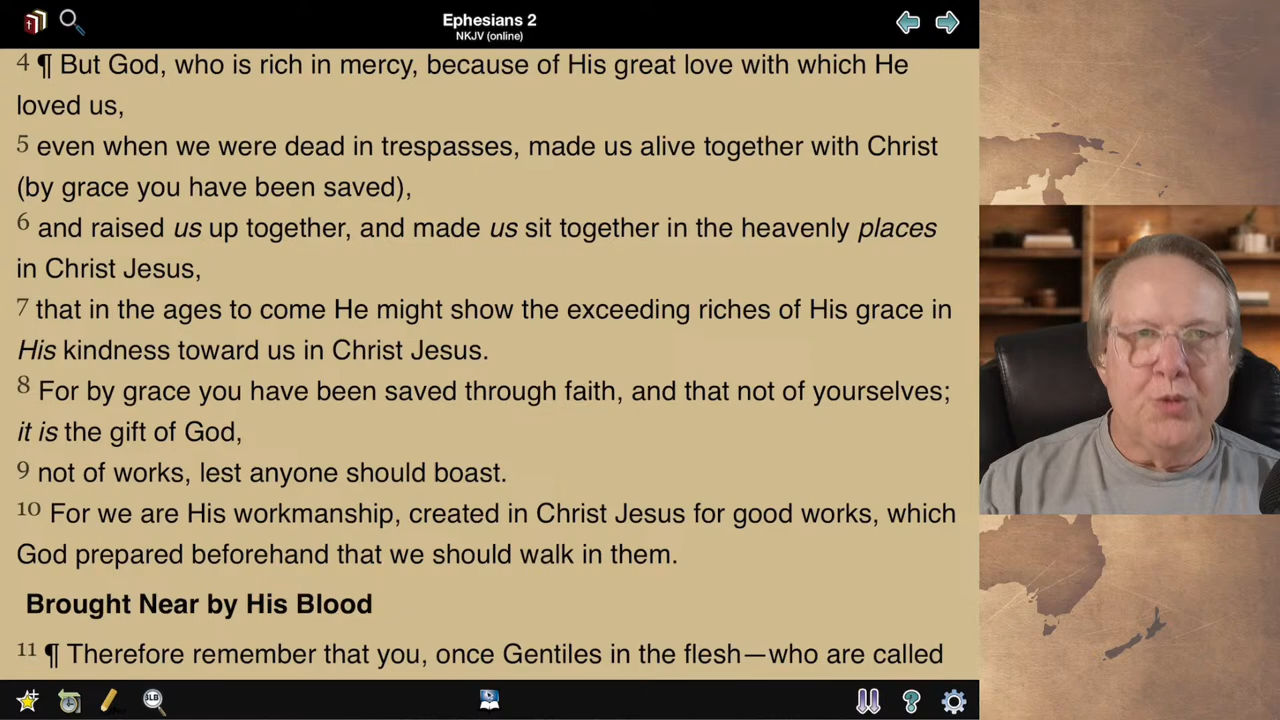 Ephesians 2
NKJV (online)
4 ¶ But God, who is rich in mercy, because of His great love with which He
loved us,
5 even when we were dead in trespasses, made us alive together with Christ
(by grace you have been saved),
6 and raised us up together, and made us sit together in the heavenly places
in Christ Jesus,
7 that in the ages to come He might show the exceeding riches of His grace in
His kindness toward us in Christ Jesus.
8 For by grace you have been saved through faith, and that not of yourselves;
it is the gift of God,
9 not of works, lest anyone should boast.
10 For we are His workmanship, created in Christ Jesus for good works, which
God prepared beforehand that we should walk in them.
Brought Near by His Blood
11 ¶ Therefore remember that you, once Gentiles in the flesh—who are called
3LB
?